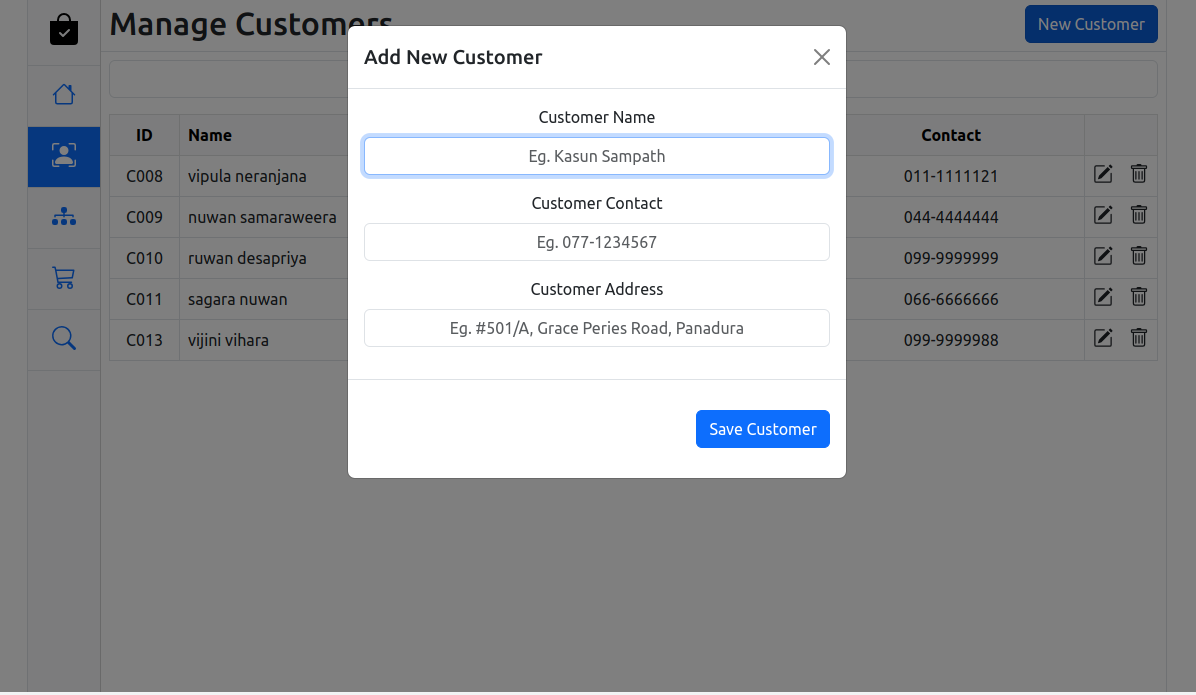 Manage Customers
New Customer
Add New Customer
Customer Name
Eg. Kasun Sampath
Customer Contact
Eg. 077-1234567
Customer Address
Eg. #501/A, Grace Peries Road, Panadura
Save Customer
ID Name Contact
C008 vipula neranjana 011-1111121
C009 nuwan samaraweera 044-4444444
C010 ruwan desapriya 099-9999999
C011 sagara nuwan 066-6666666
C013 vijini vihara 099-9999988